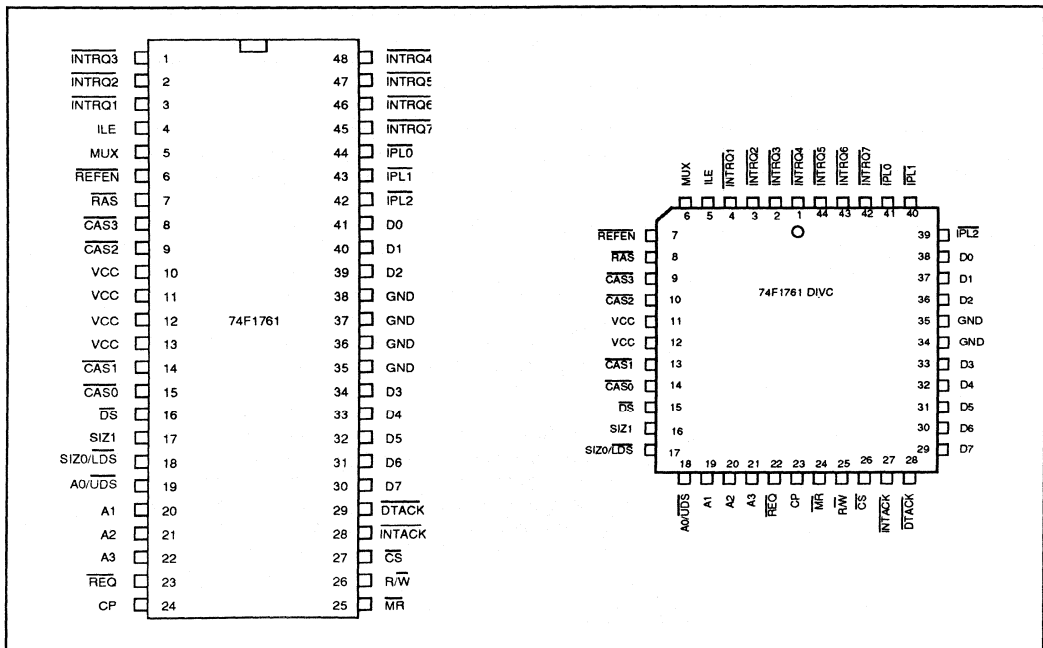 INTRQ3 1 48 INTRQ4
INTRQ2 2 47 INTRQ5
INTRQ1 3 46 INTRQ6
ILE 4 45 INTRQ7
MUX 5 44 IPL0
REFEN 6 43 IPL1
RAS 7 42 IPL2
CAS3 8 41 D0
CAS2 9 40 D1
VCC 10 39 D2
VCC 11 38 GND
VCC 12 74F1761 37 GND
VCC 13 36 GND
CAS1 14 35 GND
CAS0 15 34 D3
DS 16 33 D4
SIZ1 17 32 D5
SIZ0/LDS 18 31 D6
A0/UDS 19 30 D7
A1 20 29 DTACK
A2 21 28 INTACK
A3 22 27 CS
REQ 23 26 R/W
CP 24 25 MR
MUX ILE INTRQ1 INTRQ2 INTRQ3 INTRQ4 INTRQ5 INTRQ6 INTRQ7 IPL0 IPL1
6 5 4 3 2 1 44 43 42 41 40
REFEN 7 39 IPL2
RAS 8 38 D0
CAS3 9 37 D1
74F1761 DIVC
CAS2 10 36 D2
VCC 11 35 GND
VCC 12 34 GND
CAS1 13 33 D3
CAS0 14 32 D4
DS 15 31 D5
SIZ1 16 30 D6
SIZ0/LDS 17 29 D7
18 19 20 21 22 23 24 25 26 27 28
A0/UDS A1 A2 A3 REQ CP MR R/W CS INTACK DTACK